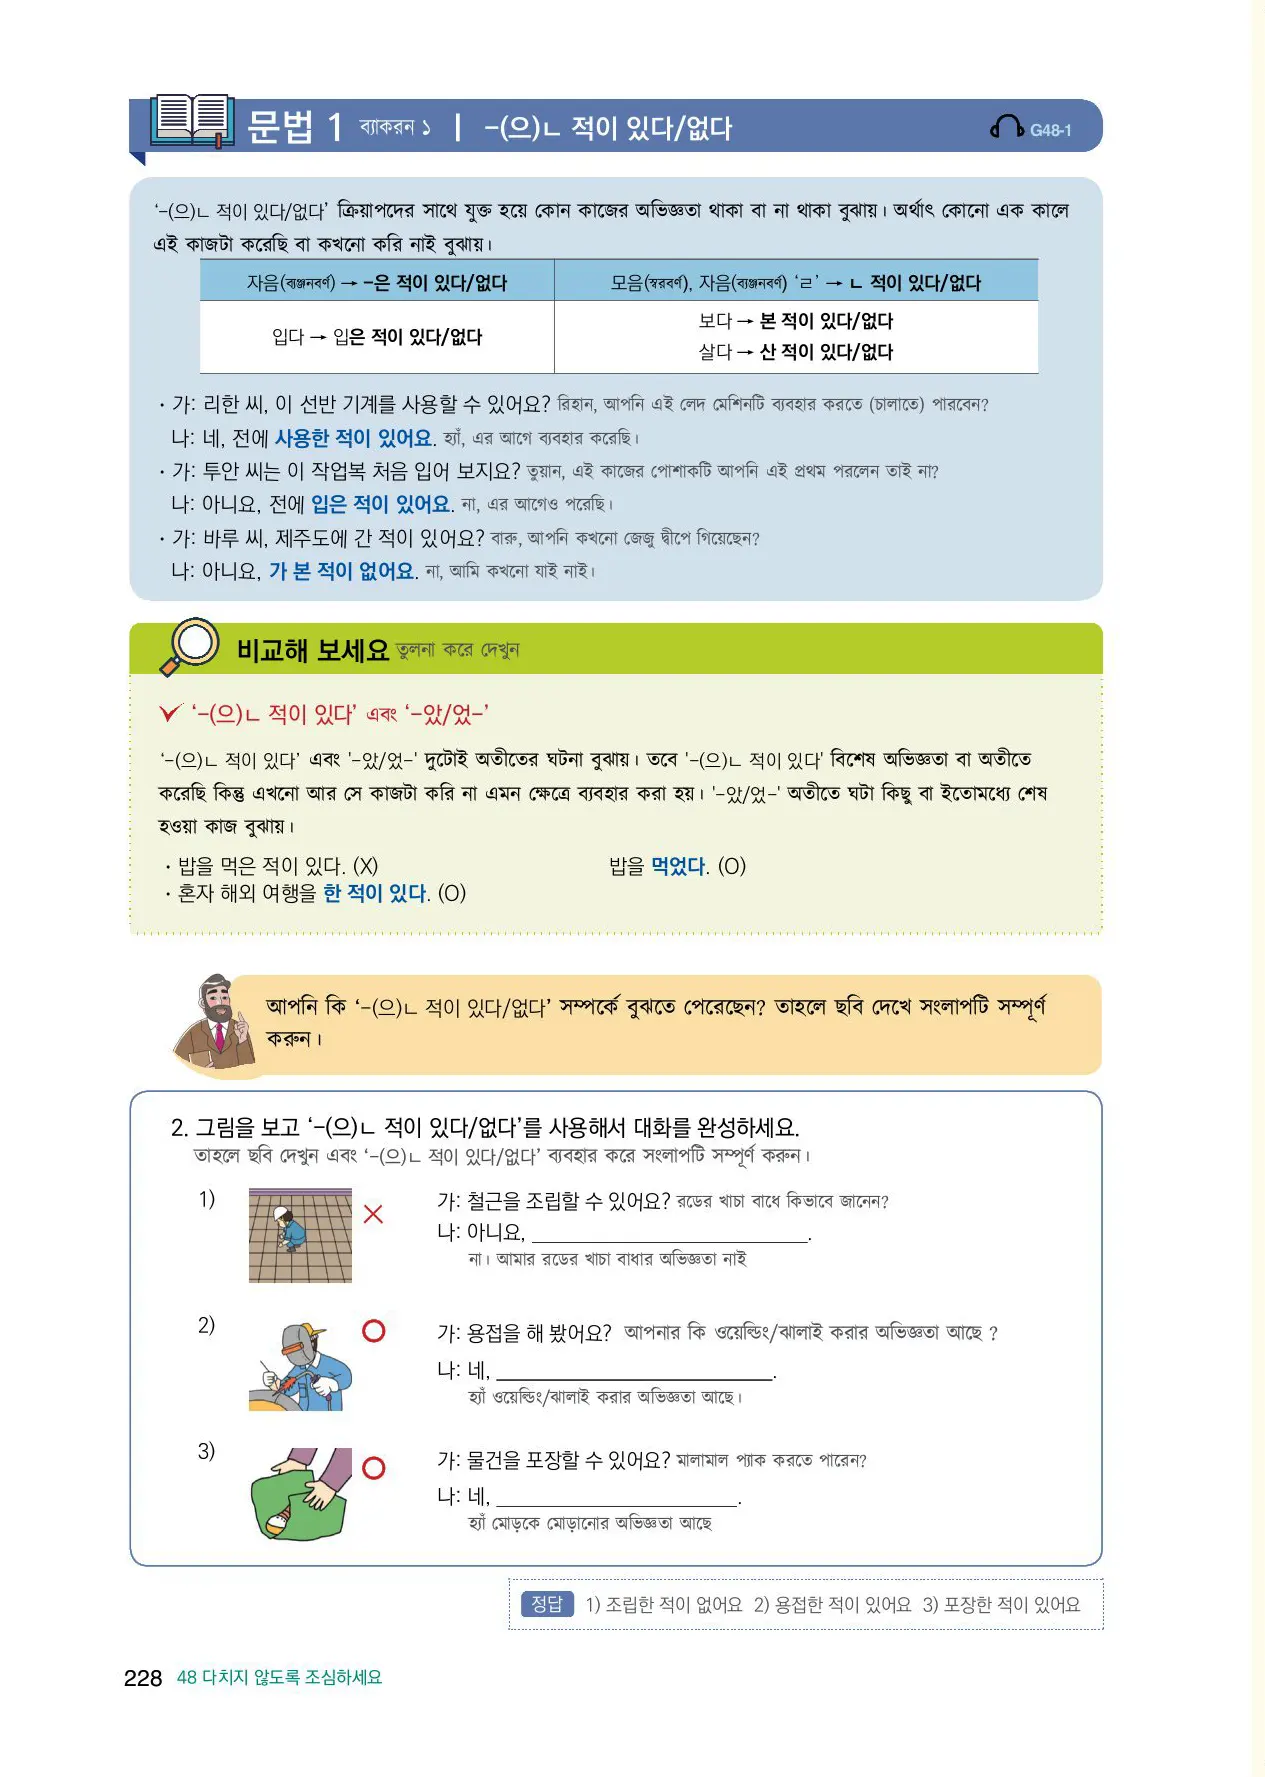 문법 1 ব্যাকরন ১ | -(으)ㄴ 적이 있다/없다
G48-1
‘-(으)ㄴ 적이 있다/없다’ ক্রিয়াপদের সাথে যুক্ত হয়ে কোন কাজের অভিজ্ঞতা থাকা বা না থাকা বুঝায়। অর্থাৎ কোনো এক কালে
এই কাজটা করেছি বা কখনো করি নাই বুঝায়।
자음(ব্যঞ্জনবর্ণ) → -은 적이 있다/없다 모음(স্বরবর্ণ), 자음(ব্যঞ্জনবর্ণ) ‘ㄹ’ → ㄴ 적이 있다/없다
입다 → 입은 적이 있다/없다
보다 → 본 적이 있다/없다
살다 → 산 적이 있다/없다
· 가: 리한 씨, 이 선반 기계를 사용할 수 있어요? রিহান, আপনি এই লেদ মেশিনটি ব্যবহার করতে (চালাতে) পারবেন?
나: 네, 전에 사용한 적이 있어요. হ্যাঁ, এর আগে ব্যবহার করেছি।
· 가: 투안 씨는 이 작업복 처음 입어 보지요? তুয়ান, এই কাজের পোশাকটি আপনি এই প্রথম পরলেন তাই না?
나: 아니요, 전에 입은 적이 있어요. না, এর আগেও পরেছি।
· 가: 바루 씨, 제주도에 간 적이 있어요? বারু, আপনি কখনো জেজু দ্বীপে গিয়েছেন?
나: 아니요, 가 본 적이 없어요. না, আমি কখনো যাই নাই।
비교해 보세요 তুলনা করে দেখুন
‘-(으)ㄴ 적이 있다’ এবং ‘-았/었-’
‘-(으)ㄴ 적이 있다’ এবং '-았/었-' দুটোই অতীতের ঘটনা বুঝায়। তবে '-(으)ㄴ 적이 있다' বিশেষ অভিজ্ঞতা বা অতীতে
করেছি কিন্তু এখনো আর সে কাজটা করি না এমন ক্ষেত্রে ব্যবহার করা হয়। '-았/었-' অতীতে ঘটা কিছু বা ইতোমধ্যে শেষ
হওয়া কাজ বুঝায়।
· 밥을 먹은 적이 있다. (X) 밥을 먹었다. (O)
· 혼자 해외 여행을 한 적이 있다. (O)
আপনি কি ‘-(으)ㄴ 적이 있다/없다’ সম্পর্কে বুঝতে পেরেছেন? তাহলে ছবি দেখে সংলাপটি সম্পূর্ণ
করুন।
2. 그림을 보고 ‘-(으)ㄴ 적이 있다/없다’를 사용해서 대화를 완성하세요.
তাহলে ছবি দেখুন এবং ‘-(으)ㄴ 적이 있다/없다’ ব্যবহার করে সংলাপটি সম্পূর্ণ করুন।
1) 가: 철근을 조립할 수 있어요? রডের খাচা বাধে কিভাবে জানেন?
나: 아니요, ____________________.
না। আমার রডের খাচা বাধার অভিজ্ঞতা নাই
2) 가: 용접을 해 봤어요? আপনার কি ওয়েল্ডিং/ঝালাই করার অভিজ্ঞতা আছে ?
나: 네, ____________________.
হ্যাঁ ওয়েল্ডিং/ঝালাই করার অভিজ্ঞতা আছে।
3) 가: 물건을 포장할 수 있어요? মালামাল প্যাক করতে পারেন?
나: 네, ____________________.
হ্যাঁ মোড়কে মোড়ানোর অভিজ্ঞতা আছে
정답 1) 조립한 적이 없어요 2) 용접한 적이 있어요 3) 포장한 적이 있어요
228 48 다치지 않도록 조심하세요